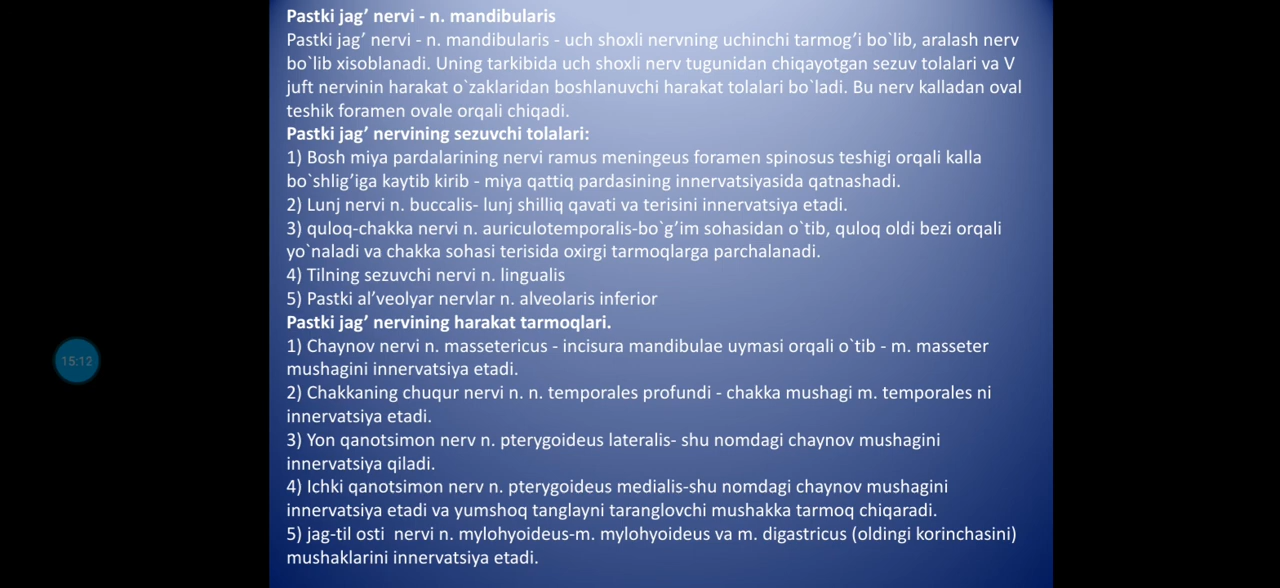 Pastki jag’ nervi - n. mandibularis
Pastki jag’ nervi - n. mandibularis - uch shoxli nervning uchinchi tarmog’i bo`lib, aralash nerv
bo`lib xisoblanadi. Uning tarkibida uch shoxli nerv tugunidan chiqayotgan sezuv tolalari va V
juft nervinin harakat o`zaklaridan boshlanuvchi harakat tolalari bo`ladi. Bu nerv kalladan oval
teshik foramen ovale orqali chiqadi.
Pastki jag’ nervining sezuvchi tolalari:
1) Bosh miya pardalarining nervi ramus meningeus foramen spinosus teshigi orqali kalla
bo`shlig’iga kaytib kirib - miya qattiq pardasining innervatsiyasida qatnashadi.
2) Lunj nervi n. buccalis- lunj shilliq qavati va terisini innervatsiya etadi.
3) quloq-chakka nervi n. auriculotemporalis-bo`g’im sohasidan o`tib, quloq oldi bezi orqali
yo`naladi va chakka sohasi terisida oxirgi tarmoqlarga parchalanadi.
4) Tilning sezuvchi nervi n. lingualis
5) Pastki al’veolyar nervlar n. alveolaris inferior
Pastki jag’ nervining harakat tarmoqlari.
1) Chaynov nervi n. massetericus - incisura mandibulae uymasi orqali o`tib - m. masseter
mushagini innervatsiya etadi.
2) Chakkaning chuqur nervi n. n. temporales profundi - chakka mushagi m. temporales ni
innervatsiya etadi.
3) Yon qanotsimon nerv n. pterygoideus lateralis- shu nomdagi chaynov mushagini
innervatsiya qiladi.
4) Ichki qanotsimon nerv n. pterygoideus medialis-shu nomdagi chaynov mushagini
innervatsiya etadi va yumshoq tanglayni taranglovchi mushakka tarmoq chiqaradi.
5) jag-til osti  nervi n. mylohyoideus-m. mylohyoideus va m. digastricus (oldingi korinchasini)
mushaklarini innervatsiya etadi.
15:12